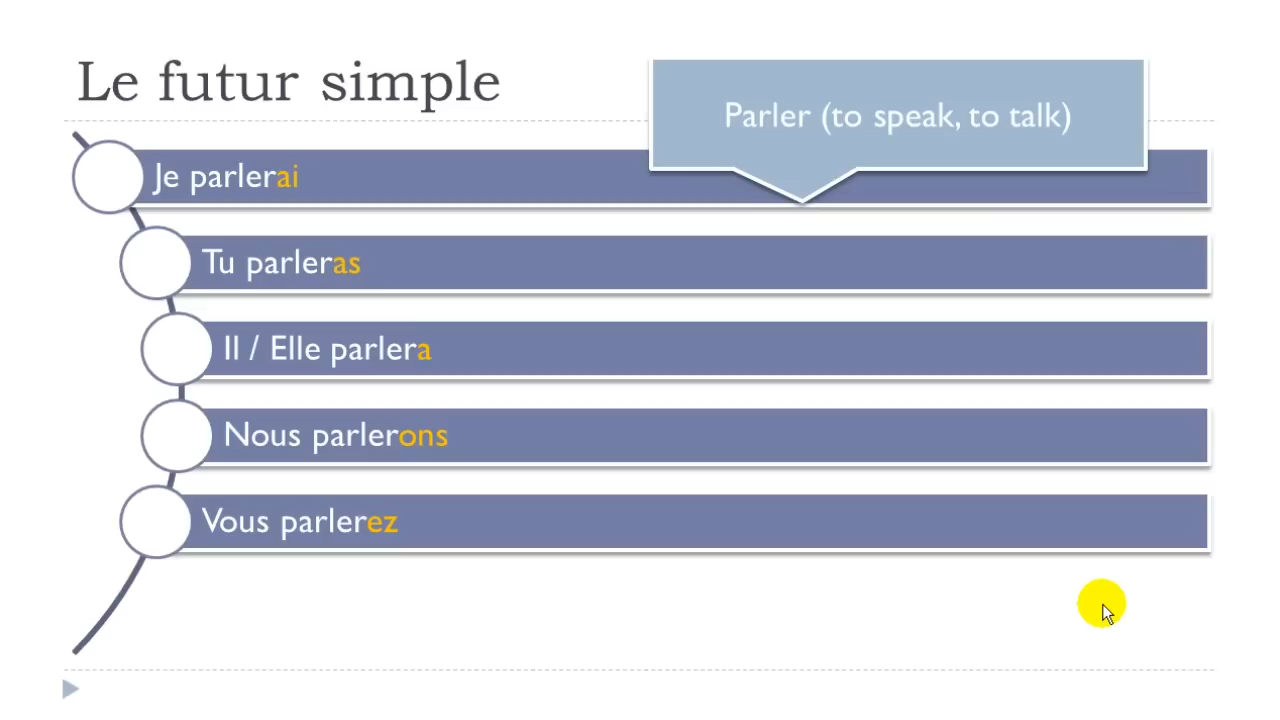 Le futur simple
Parler (to speak, to talk)
Je parlerai
Tu parleras
Il / Elle parlera
Nous parlerons
Vous parlerez